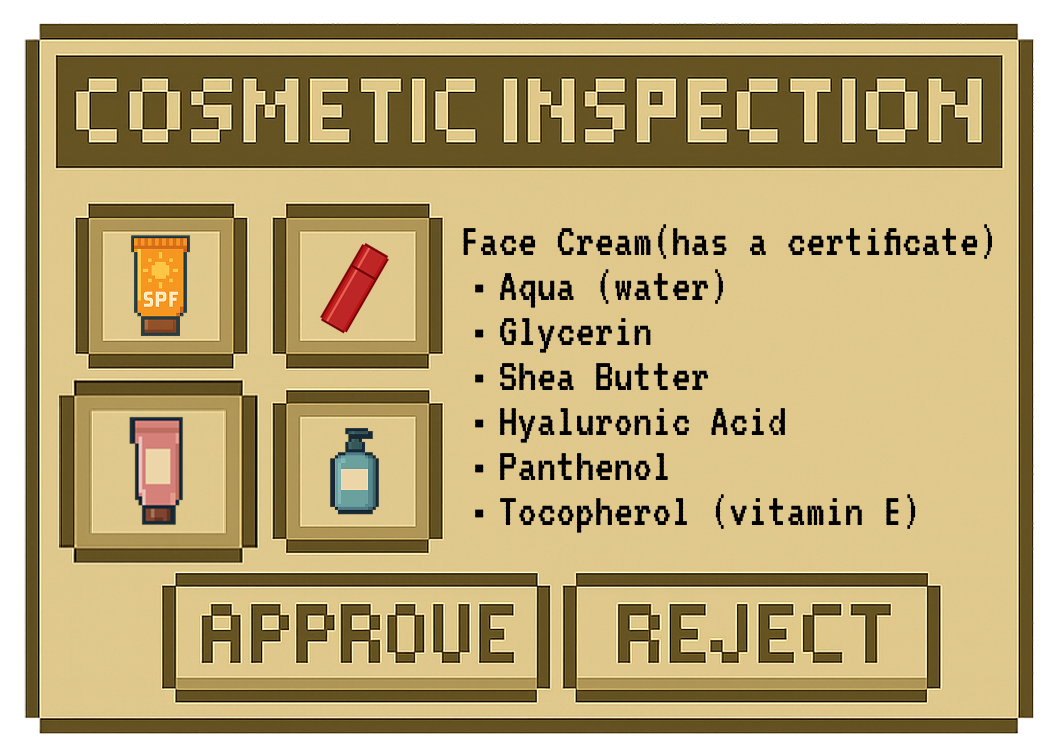 COSMETIC INSPECTION
SPF
Face Cream(has a certificate)
▪ Aqua (water)
▪ Glycerin
▪ Shea Butter
▪ Hyaluronic Acid
▪ Panthenol
▪ Tocopherol (vitamin E)
APPROVE
REJECT